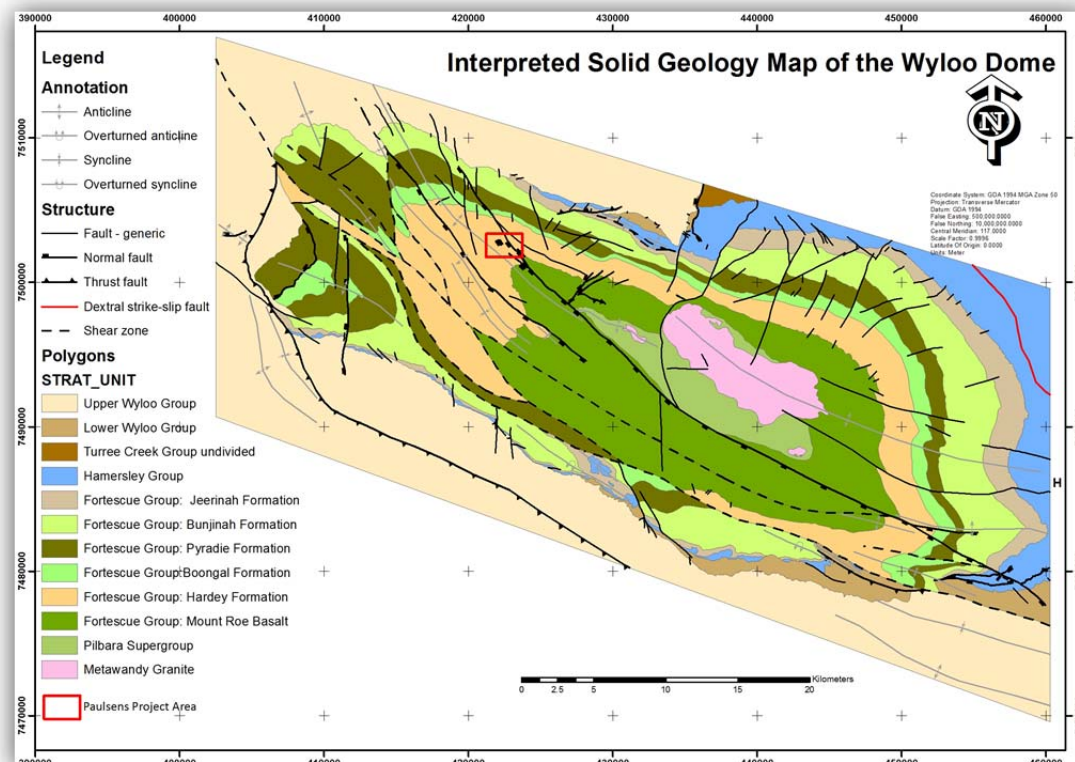 390000 400000 410000 420000 430000 440000 450000 460000
Interpreted Solid Geology Map of the Wyloo Dome
N
Coordinate System: GDA 1994 MGA Zone 50
Projection: Transverse Mercator
Datum: GDA 1994
False Easting: 500,000.0000
False Northing: 10,000,000.0000
Central Meridian: 117.0000
Scale Factor: 0.9996
Latitude Of Origin: 0.0000
Units: Meter
Legend
Annotation
Anticline
Overturned anticline
Syncline
Overturned syncline
Structure
Fault - generic
Normal fault
Thrust fault
Dextral strike-slip fault
Shear zone
Polygons
STRAT_UNIT
Upper Wyloo Group
Lower Wyloo Group
Turree Creek Group undivided
Hamersley Group
Fortescue Group: Jeerinah Formation
Fortescue Group: Bunjinah Formation
Fortescue Group: Pyradie Formation
Fortescue Group:Boongal Formation
Fortescue Group: Hardey Formation
Fortescue Group: Mount Roe Basalt
Pilbara Supergroup
Metawandy Granite
Paulsens Project Area
7510000
7500000
7490000
7480000
7470000
H
Kilometers
0 2.5 5 10 15 20